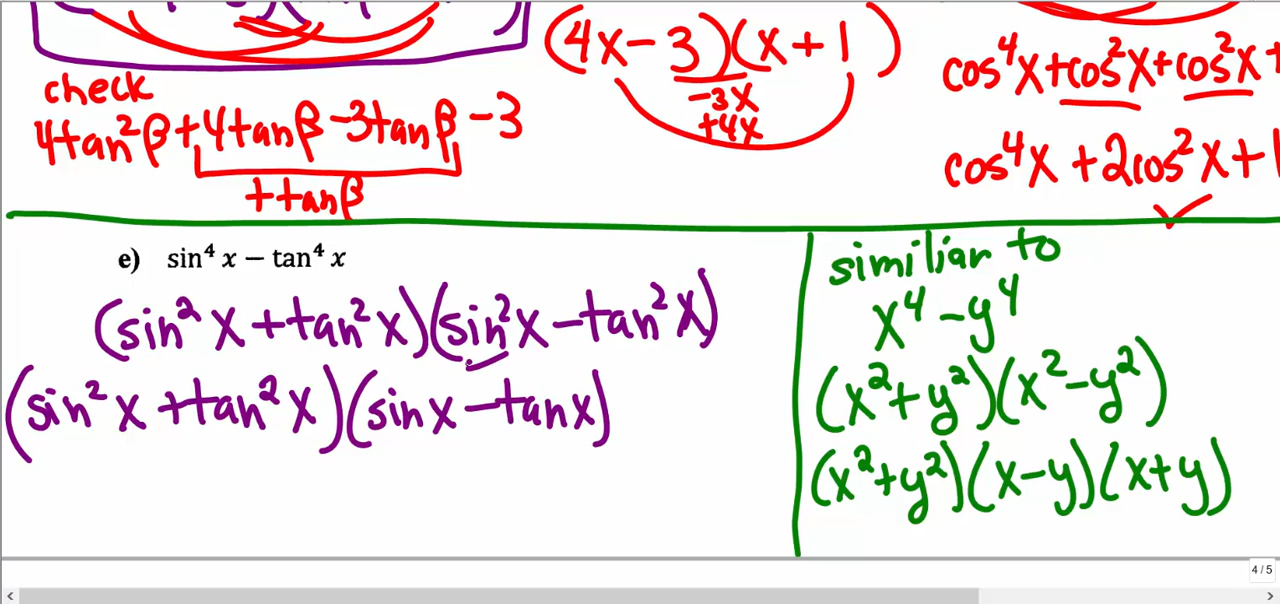 check
4tan²β + 4tanβ - 3tanβ - 3
+tanβ
(4x - 3)(x + 1)
-3x
+4x
cos⁴x + cos²x + cos²x +
cos⁴x + 2cos²x + 1
e) sin⁴ x − tan⁴ x
(sin²x + tan²x)(sin²x - tan²x)
(sin²x + tan²x)(sinx - tanx)
similiar to
x⁴ - y⁴
(x² + y²)(x² - y²)
(x² + y²)(x - y)(x + y)
4 / 5